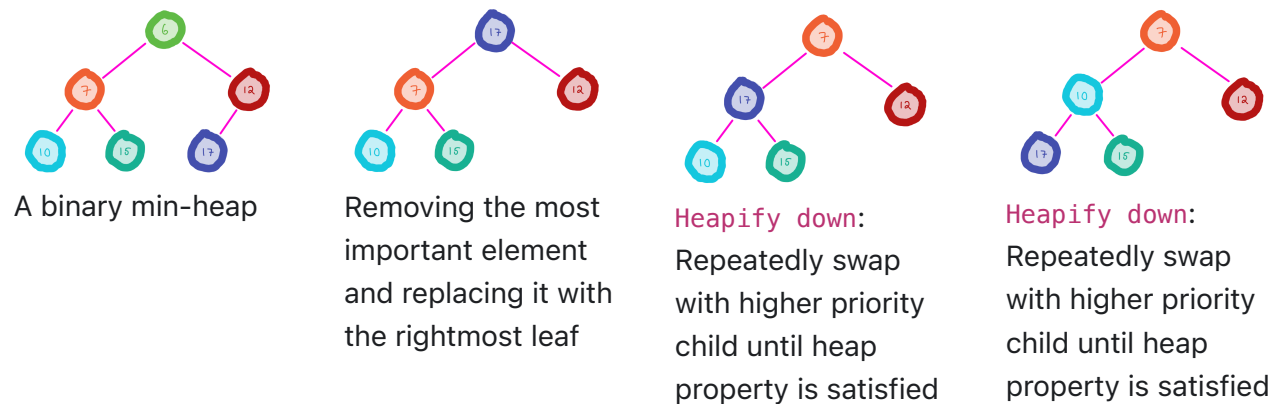 6
7
12
10
15
17
A binary min-heap
17
7
12
10
15
Removing the most
important element
and replacing it with
the rightmost leaf
7
17
12
10
15
Heapify down:
Repeatedly swap
with higher priority
child until heap
property is satisfied
7
10
12
17
15
Heapify down:
Repeatedly swap
with higher priority
child until heap
property is satisfied